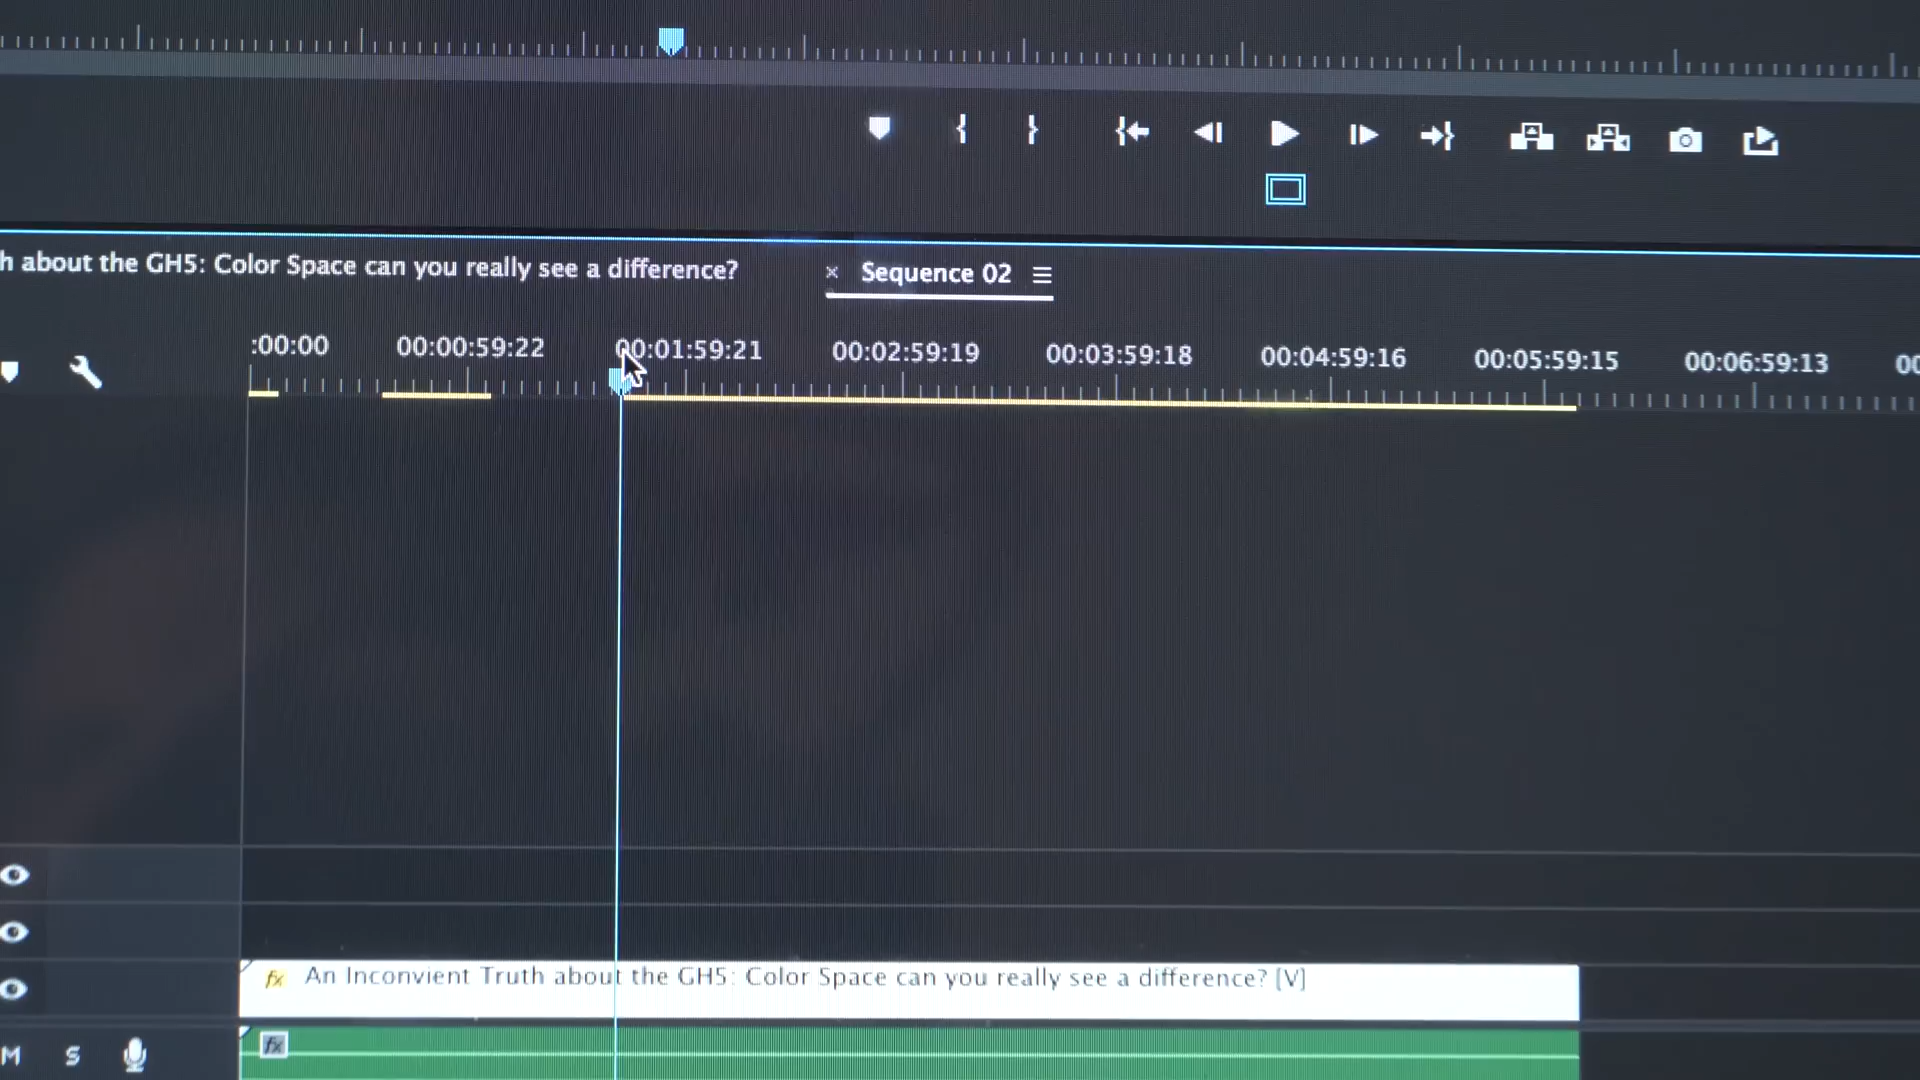 h about the GH5: Color Space can you really see a difference?
× Sequence 02
:00:00 00:00:59:22 00:01:59:21 00:02:59:19 00:03:59:18 00:04:59:16 00:05:59:15 00:06:59:13 00
fx An Inconvient Truth about the GH5: Color Space can you really see a difference? [V]
M S fx